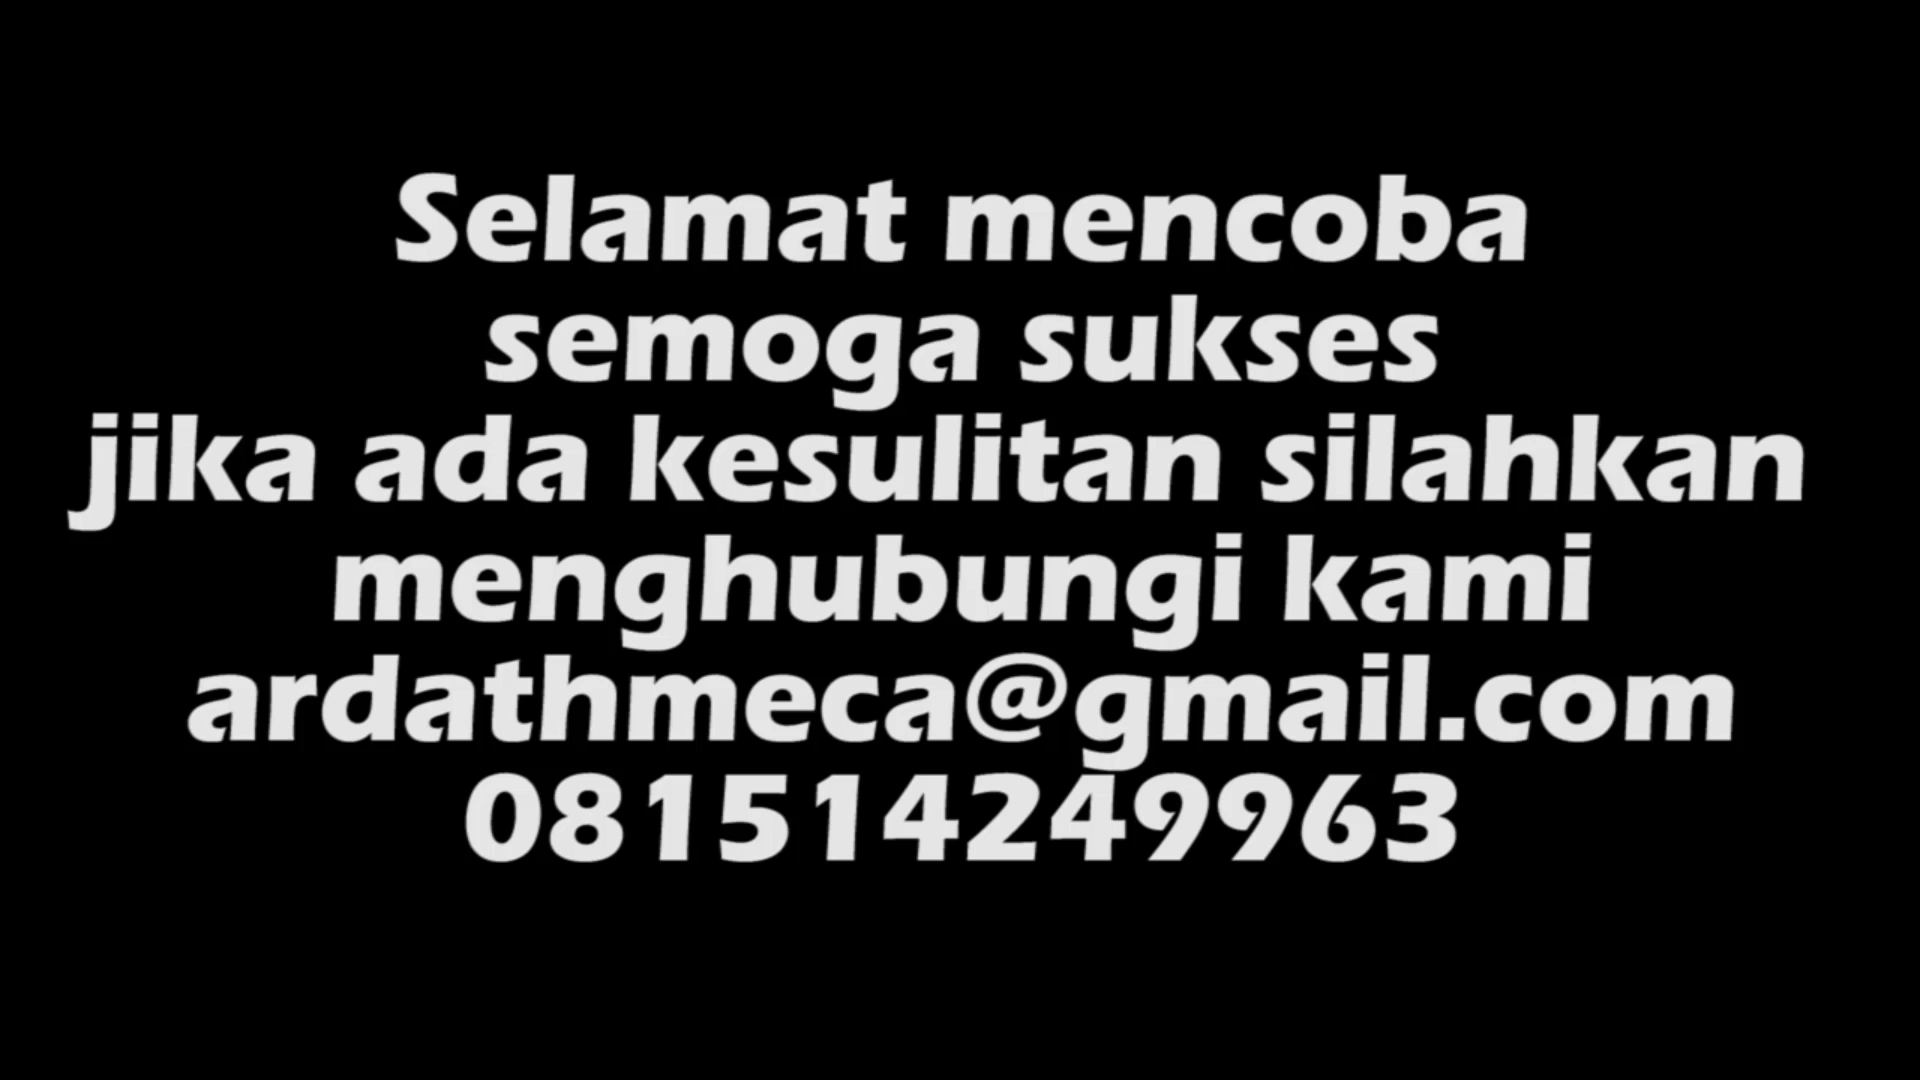 Selamat mencoba
semoga sukses
jika ada kesulitan silahkan
menghubungi kami
ardathmeca@gmail.com
081514249963